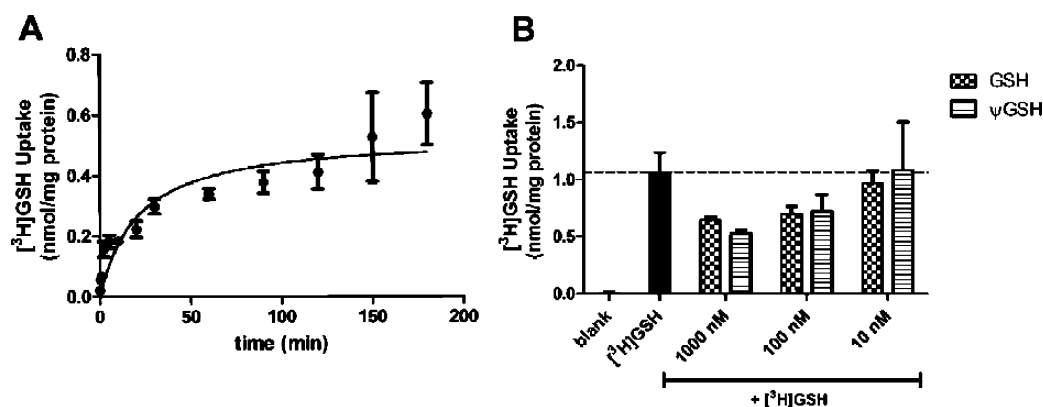 A
[³H]GSH Uptake
(nmol/mg protein)
0.8
0.6
0.4
0.2
0.0
0
50
100
150
200
time (min)
B
[³H]GSH Uptake
(nmol/mg protein)
2.0
1.5
1.0
0.5
0.0
blank
[³H]GSH
1000 nM
100 nM
10 nM
+ [³H]GSH
GSH
ψGSH